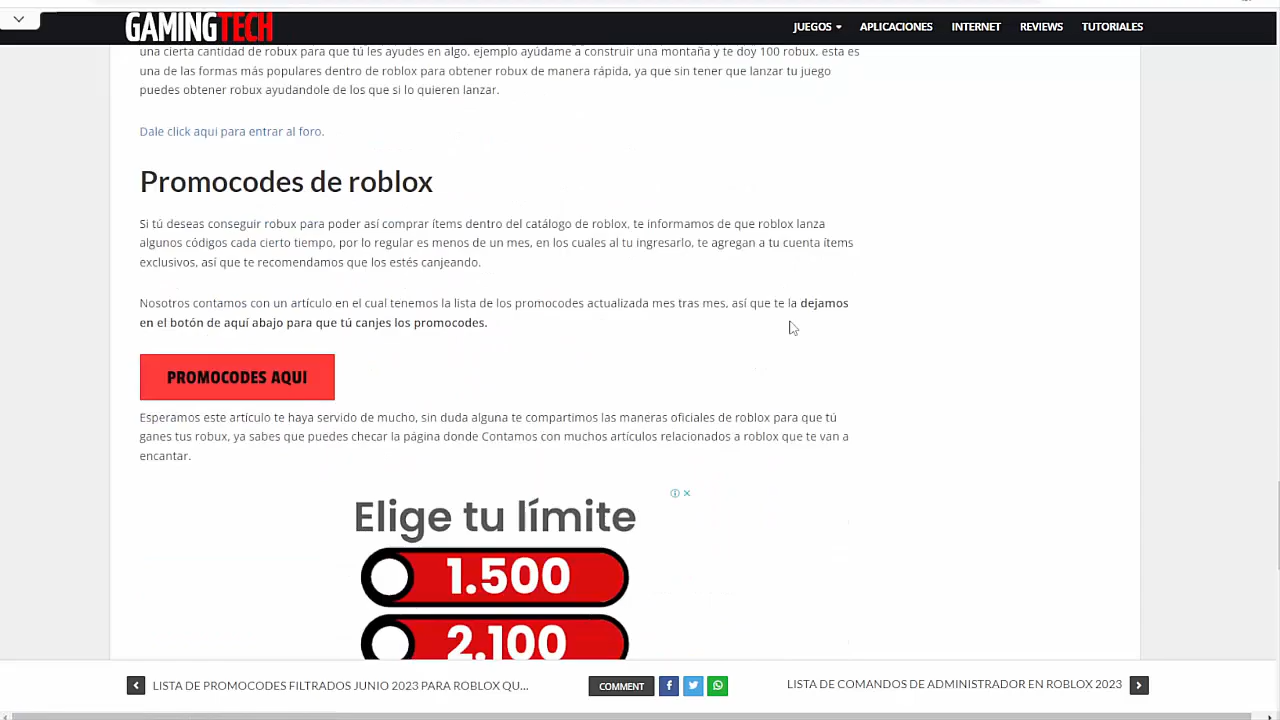 GAMINGTECH
JUEGOS APLICACIONES INTERNET REVIEWS TUTORIALES
una cierta cantidad de robux para que tú les ayudes en algo, ejemplo ayúdame a construir una montaña y te doy 100 robux, esta es
una de las formas más populares dentro de roblox para obtener robux de manera rápida, ya que sin tener que lanzar tu juego
puedes obtener robux ayudandole de los que si lo quieren lanzar.
Dale click aqui para entrar al foro.
Promocodes de roblox
Si tú deseas conseguir robux para poder así comprar ítems dentro del catálogo de roblox, te informamos de que roblox lanza
algunos códigos cada cierto tiempo, por lo regular es menos de un mes, en los cuales al tu ingresarlo, te agregan a tu cuenta ítems
exclusivos, así que te recomendamos que los estés canjeando.
Nosotros contamos con un artículo en el cual tenemos la lista de los promocodes actualizada mes tras mes, así que te la dejamos
en el botón de aquí abajo para que tú canjes los promocodes.
PROMOCODES AQUI
Esperamos este artículo te haya servido de mucho, sin duda alguna te compartimos las maneras oficiales de roblox para que tú
ganes tus robux, ya sabes que puedes checar la página donde Contamos con muchos artículos relacionados a roblox que te van a
encantar.
Elige tu límite
1.500
2.100
LISTA DE PROMOCODES FILTRADOS JUNIO 2023 PARA ROBLOX QU... COMMENT LISTA DE COMANDOS DE ADMINISTRADOR EN ROBLOX 2023